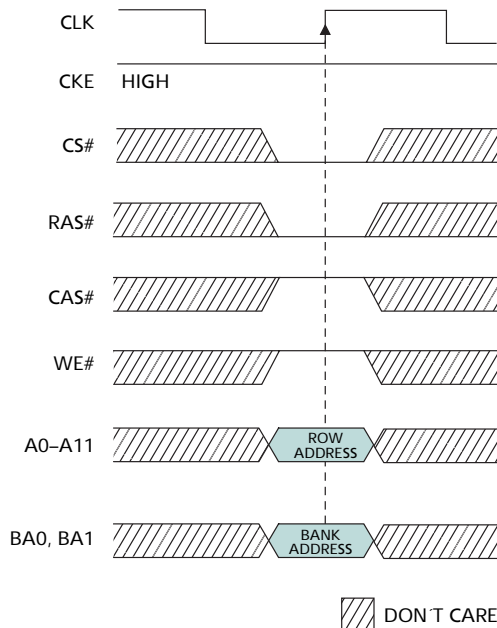 CLK
CKE HIGH
CS#
RAS#
CAS#
WE#
A0–A11 ROW
ADDRESS
BA0, BA1 BANK
ADDRESS
DON´T CARE